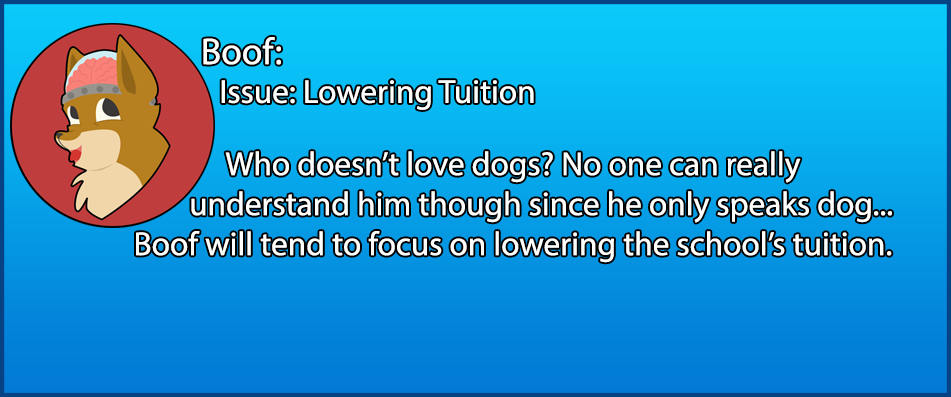 Boof:
Issue: Lowering Tuition
Who doesn’t love dogs? No one can really
understand him though since he only speaks dog...
Boof will tend to focus on lowering the school’s tuition.